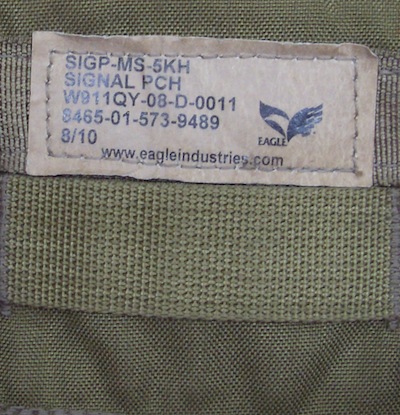 SIGP-MS-5KH
SIGNAL PCH
W911QY-08-D-0011
8465-01-573-9489
8/10
EAGLE
www.eagleindustries.com